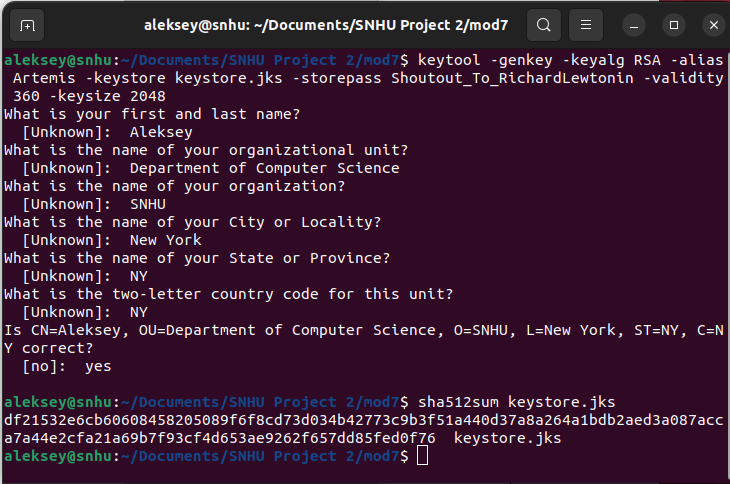 aleksey@snhu: ~/Documents/SNHU Project 2/mod7
aleksey@snhu:~/Documents/SNHU Project 2/mod7$ keytool -genkey -keyalg RSA -alias
 Artemis -keystore keystore.jks -storepass Shoutout_To_RichardLewtonin -validity
 360 -keysize 2048
What is your first and last name?
  [Unknown]:  Aleksey
What is the name of your organizational unit?
  [Unknown]:  Department of Computer Science
What is the name of your organization?
  [Unknown]:  SNHU
What is the name of your City or Locality?
  [Unknown]:  New York
What is the name of your State or Province?
  [Unknown]:  NY
What is the two-letter country code for this unit?
  [Unknown]:  NY
Is CN=Aleksey, OU=Department of Computer Science, O=SNHU, L=New York, ST=NY, C=N
Y correct?
  [no]:  yes
aleksey@snhu:~/Documents/SNHU Project 2/mod7$ sha512sum keystore.jks
df21532e6cb60608458205089f6f8cd73d034b42773c9b3f51a440d37a8a264a1bdb2aed3a087acc
a7a44e2cfa21a69b7f93cf4d653ae9262f657dd85fed0f76  keystore.jks
aleksey@snhu:~/Documents/SNHU Project 2/mod7$